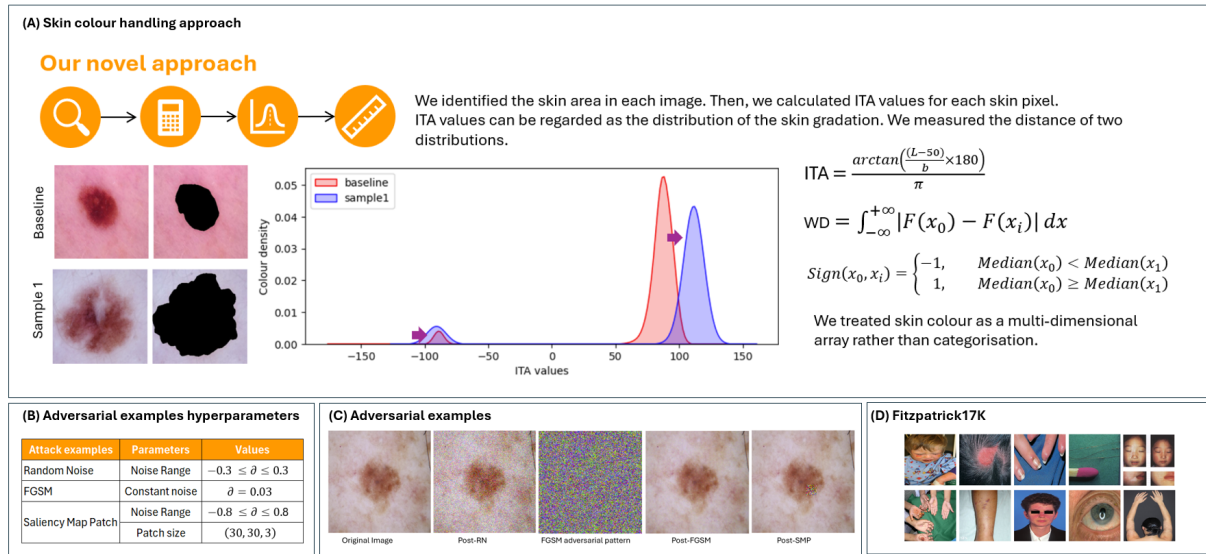 (A) Skin colour handling approach
Our novel approach
We identified the skin area in each image. Then, we calculated ITA values for each skin pixel.
ITA values can be regarded as the distribution of the skin gradation. We measured the distance of two
distributions.
Baseline
Sample 1
baseline
sample1
Colour density
0.05
0.04
0.03
0.02
0.01
0.00
−150
−100
−50
0
50
100
150
ITA values
ITA = arctan((L−50)/b × 180)/π
WD = ∫_{−∞}^{+∞} |F(x₀) − F(xᵢ)| dx
Sign(x₀, xᵢ) = { −1, Median(x₀) < Median(x₁)
1, Median(x₀) ≥ Median(x₁)
We treated skin colour as a multi-dimensional
array rather than categorisation.
(B) Adversarial examples hyperparameters
Attack examples Parameters Values
Random Noise Noise Range −0.3 ≤ ∂ ≤ 0.3
FGSM Constant noise ∂ = 0.03
Saliency Map Patch Noise Range −0.8 ≤ ∂ ≤ 0.8
Patch size (30, 30, 3)
(C) Adversarial examples
Original Image
Post-RN
FGSM adversarial pattern
Post-FGSM
Post-SMP
(D) Fitzpatrick17K